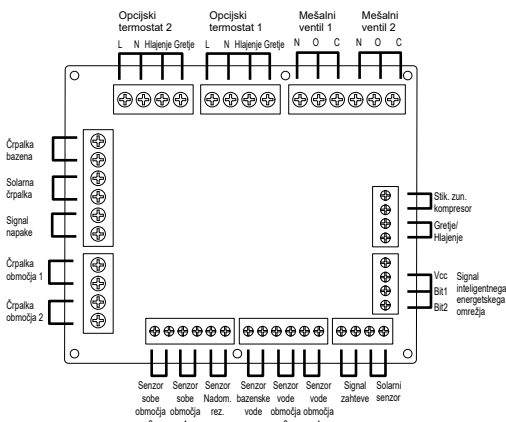 Opcijski termostat 2
Opcijski termostat 1
Mešalni ventil 1
Mešalni ventil 2
L N Hlajenje Gretje
L N Hlajenje Gretje
N O C
N O C
Črpalka bazena
Solarna črpalka
Signal napake
Črpalka območja 1
Črpalka območja 2
Stik. zun. kompresor
Gretje/ Hlajenje
Vcc
Bit1
Bit2
Signal inteligentnega energetskega omrežja
Senzor sobe območja
Senzor sobe območja
Senzor Nadom. rez.
Senzor bazenske vode
Senzor vode območja
Senzor vode območja
Signal zahteve
Solarni senzor